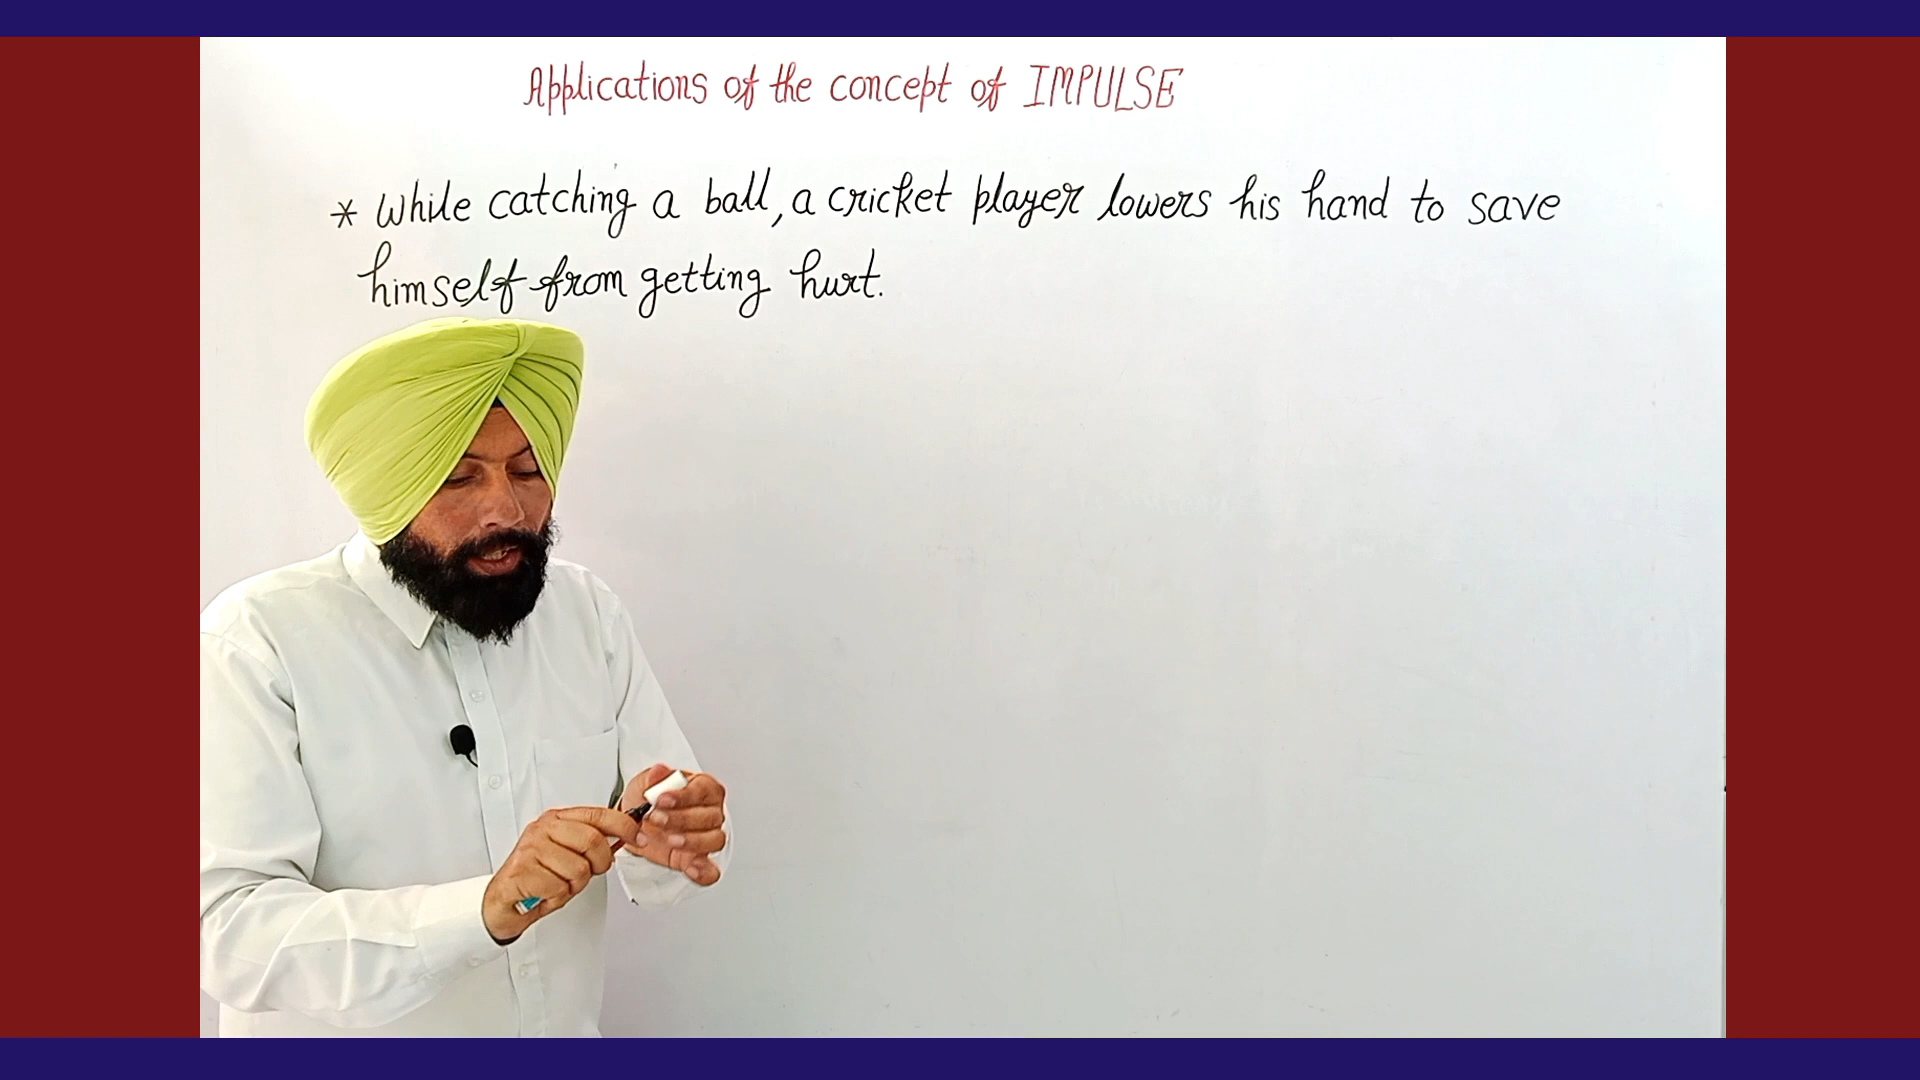 Applications of the concept of IMPULSE
* While catching a ball, a cricket player lowers his hand to save
himself from getting hurt.